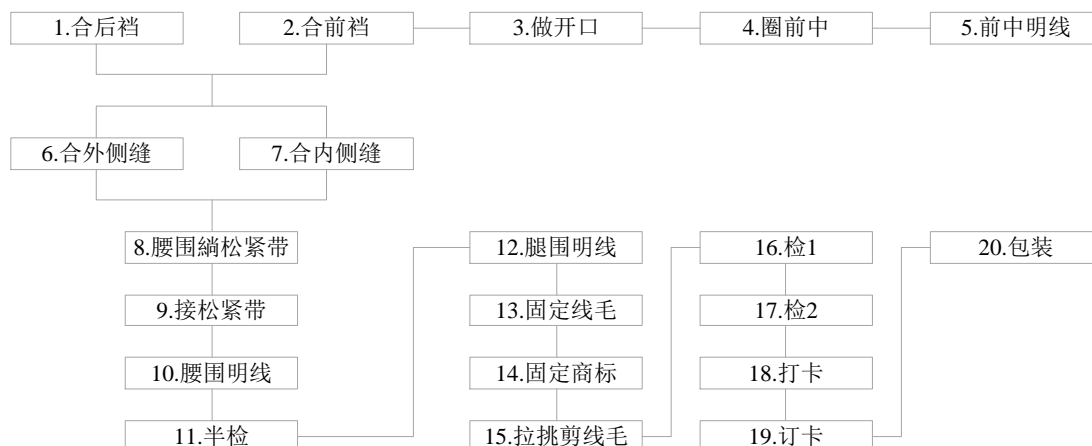 1.合后裆
2.合前裆
3.做开口
4.圈前中
5.前中明线
6.合外侧缝
7.合内侧缝
8.腰围緔松紧带
9.接松紧带
10.腰围明线
11.半检
12.腿围明线
13.固定线毛
14.固定商标
15.拉挑剪线毛
16.检1
17.检2
18.打卡
19.订卡
20.包装